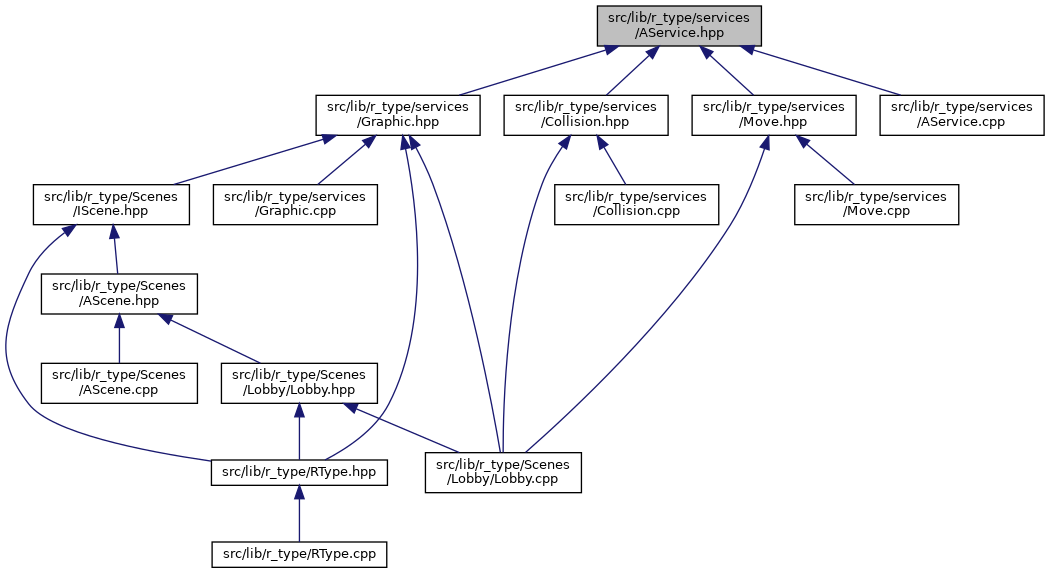 src/lib/r_type/services
/AService.hpp
src/lib/r_type/services
/Graphic.hpp
src/lib/r_type/services
/Collision.hpp
src/lib/r_type/services
/Move.hpp
src/lib/r_type/services
/AService.cpp
src/lib/r_type/Scenes
/IScene.hpp
src/lib/r_type/services
/Graphic.cpp
src/lib/r_type/services
/Collision.cpp
src/lib/r_type/services
/Move.cpp
src/lib/r_type/Scenes
/AScene.hpp
src/lib/r_type/Scenes
/AScene.cpp
src/lib/r_type/Scenes
/Lobby/Lobby.hpp
src/lib/r_type/RType.hpp
src/lib/r_type/Scenes
/Lobby/Lobby.cpp
src/lib/r_type/RType.cpp